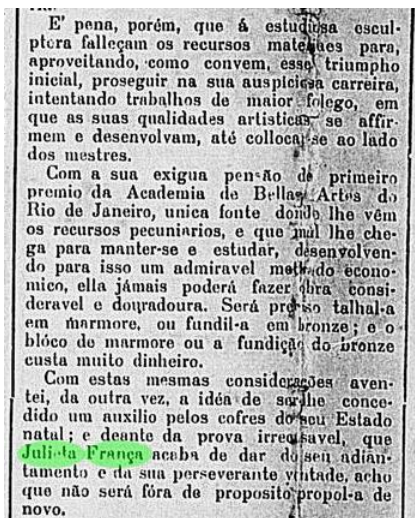 E' pena, porém, que á estudiosa escul-
ptora falleçam os recursos materiaes para,
aproveitando, como convem, esse triumpho
inicial, proseguir na sua auspiciosa carreira,
intentando trabalhos de maior folego, em
que as suas qualidades artisticas se affir-
mem e desenvolvam, até collocar-se ao lado
dos mestres.
Com a sua exigua pensão de primeiro
premio da Academia de Bellas Artes do
Rio de Janeiro, unica fonte donde lhe vêm
os recursos pecuniarios, e que mal lhe che-
ga para manter-se e estudar, desenvolven-
do para isso um admiravel methodo econo-
mico, ella jámais poderá fazer obra consi-
deravel e douradoura. Será preciso talhal-a
em marmore, ou fundil-a em bronze; e o
blóco de marmore ou a fundição do bronze
custa muito dinheiro.
Com estas mesmas considerações aven-
tei, da outra vez, a idéa de ser-lhe conce-
dido um auxilio pelos cofres do seu Estado
natal; e deante da prova irrecusavel, que
Julieta França acaba de dar do seu adian-
tamento e da sua perseverante vontade, acho
que não será fóra de proposito propol-a de
novo.